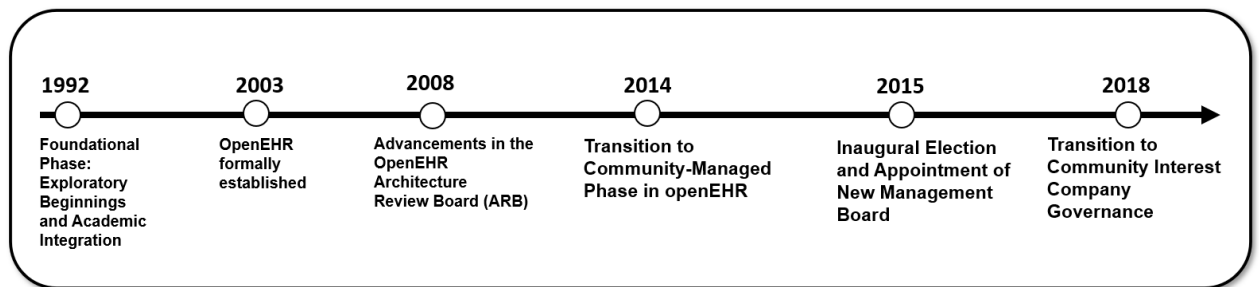 1992
Foundational
Phase:
Exploratory
Beginnings
and Academic
Integration
2003
OpenEHR
formally
established
2008
Advancements in the
OpenEHR
Architecture
Review Board (ARB)
2014
Transition to
Community-Managed
Phase in openEHR
2015
Inaugural Election
and Appointment of
New Management
Board
2018
Transition to
Community Interest
Company
Governance